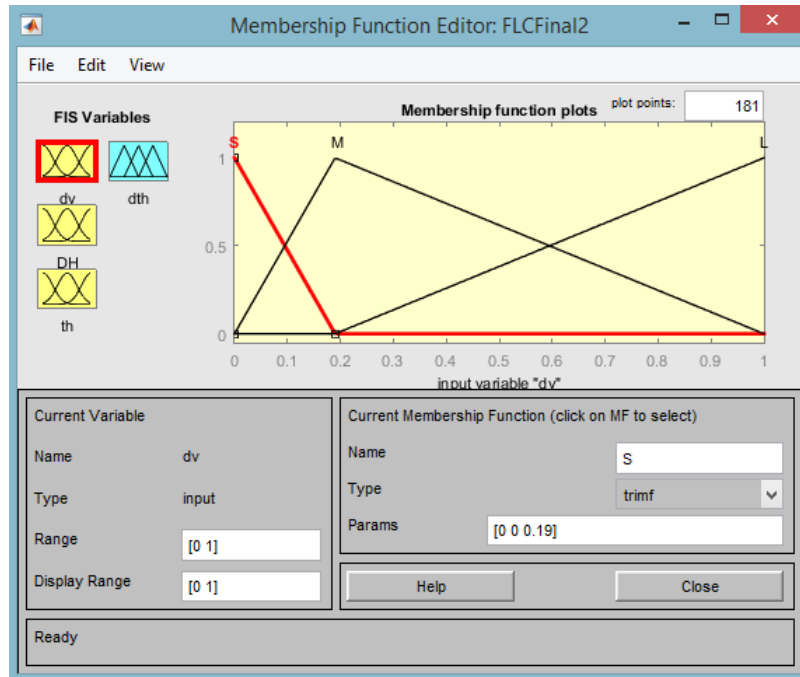 Membership Function Editor: FLCFinal2
File Edit View
FIS Variables
dv
dth
DH
th
Membership function plots
plot points:
181
S
M
L
1
0.5
0
0 0.1 0.2 0.3 0.4 0.5 0.6 0.7 0.8 0.9 1
input variable "dv"
Current Variable
Name dv
Type input
Range [0 1]
Display Range [0 1]
Current Membership Function (click on MF to select)
Name S
Type trimf
Params [0 0 0.19]
Help
Close
Ready